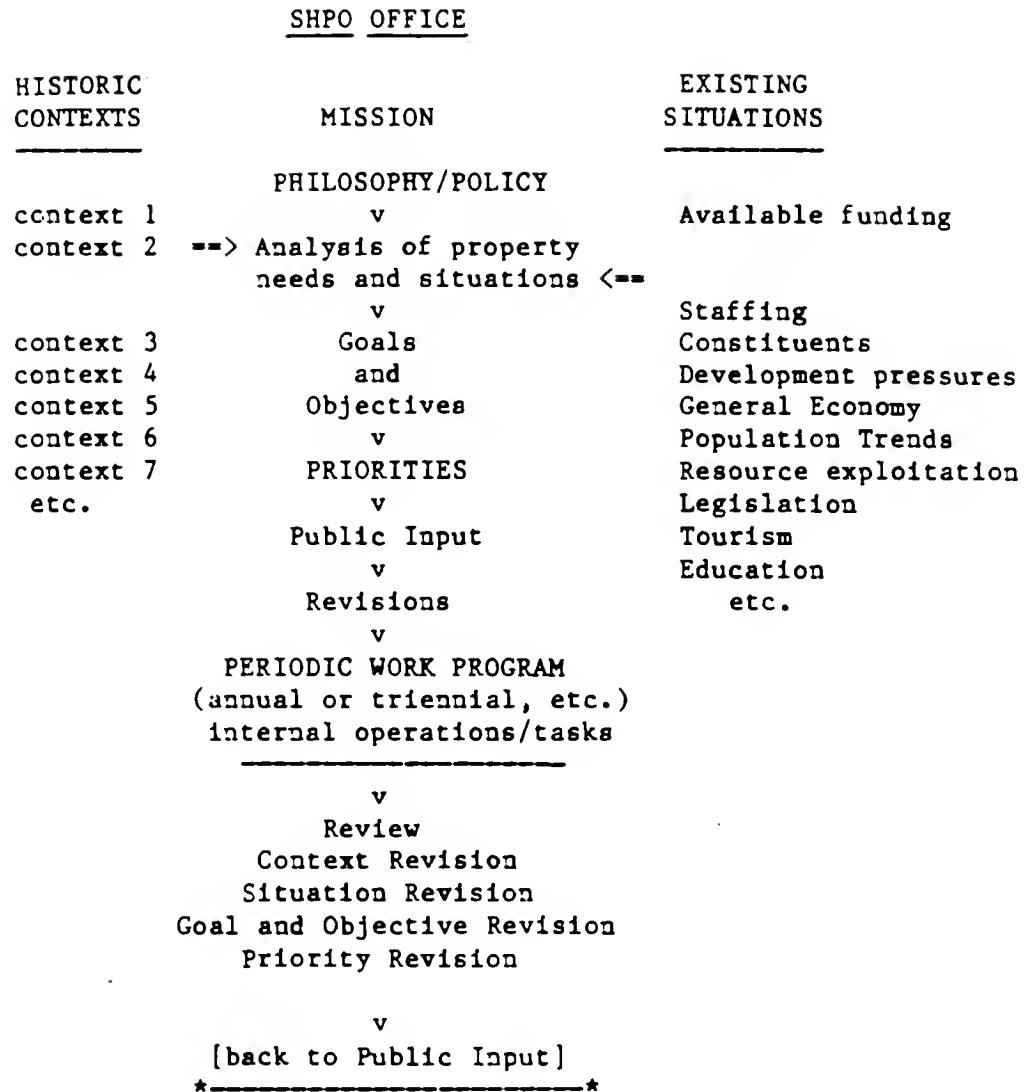 SHPO OFFICE
HISTORIC EXISTING
CONTEXTS MISSION SITUATIONS
PHILOSOPHY/POLICY
context 1 v Available funding
context 2 ==> Analysis of property
needs and situations <==
v Staffing
context 3 Goals Constituents
context 4 and Development pressures
context 5 Objectives General Economy
context 6 v Population Trends
context 7 PRIORITIES Resource exploitation
etc. v Legislation
Public Input Tourism
v Education
Revisions etc.
v
PERIODIC WORK PROGRAM
(annual or triennial, etc.)
internal operations/tasks
v
Review
Context Revision
Situation Revision
Goal and Objective Revision
Priority Revision
v
[back to Public Input]
*----------------------*